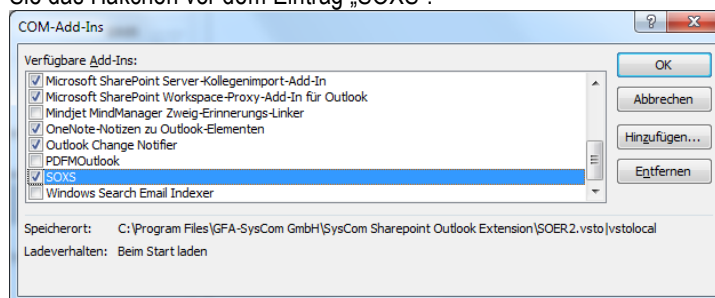 Sie das Häkchen vor dem Eintrag „SOXS“.
COM-Add-Ins
Verfügbare Add-Ins:
Microsoft SharePoint Server-Kollegenimport-Add-In
Microsoft SharePoint Workspace-Proxy-Add-In für Outlook
Mindjet MindManager Zweig-Erinnerungs-Linker
OneNote-Notizen zu Outlook-Elementen
Outlook Change Notifier
PDFMOutlook
SOXS
Windows Search Email Indexer
OK
Abbrechen
Hinzufügen...
Entfernen
Speicherort: C:\Program Files\GFA-SysCom GmbH\SysCom Sharepoint Outlook Extension\SOER2.vsto|vstolocal
Ladeverhalten: Beim Start laden